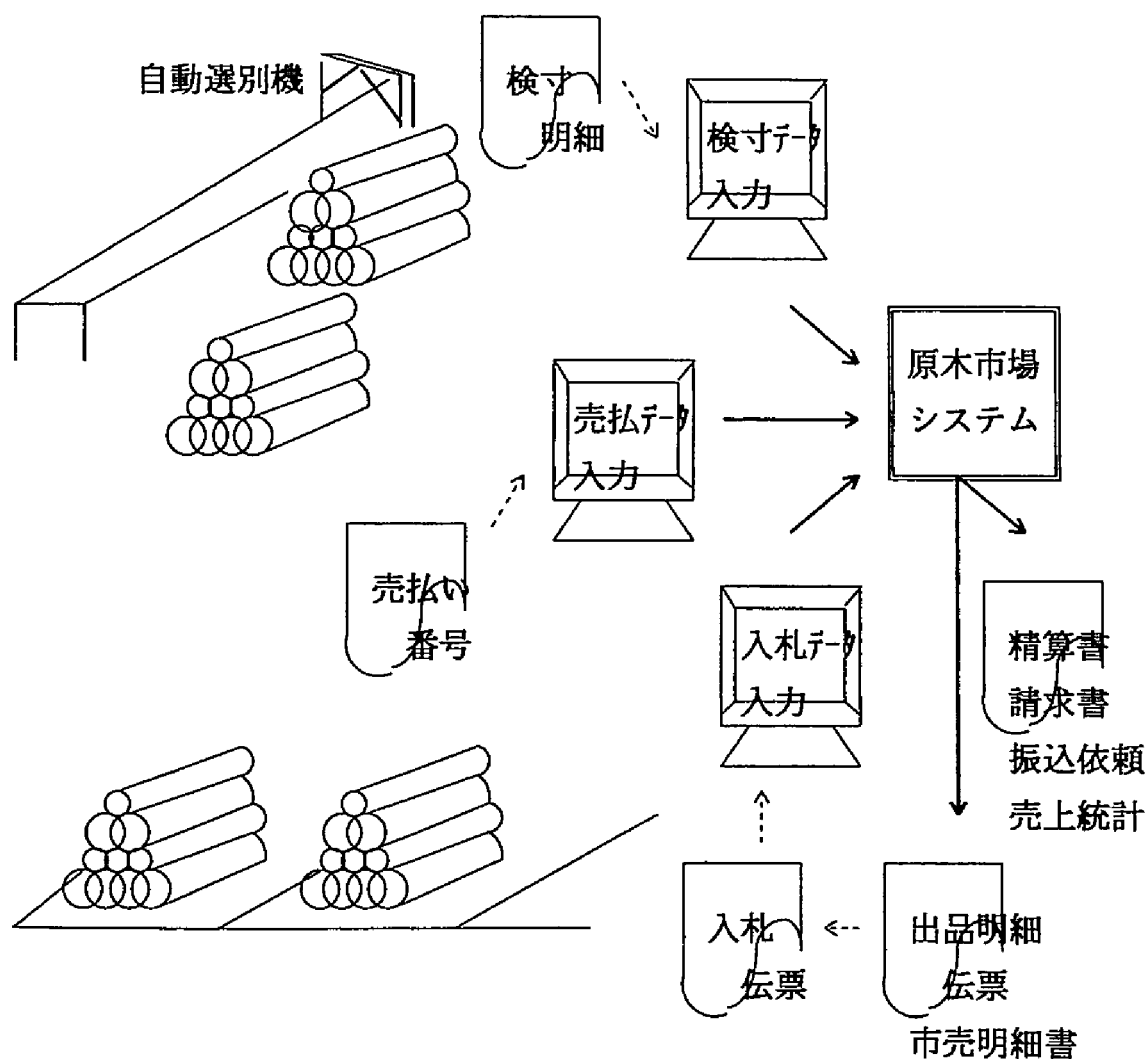 自動選別機
検寸
明細
検寸データ
入力
原木市場
システム
売払データ
入力
売払い
番号
入札データ
入力
精算書
請求書
振込依頼
売上統計
入札
伝票
出品明細
伝票
市売明細書